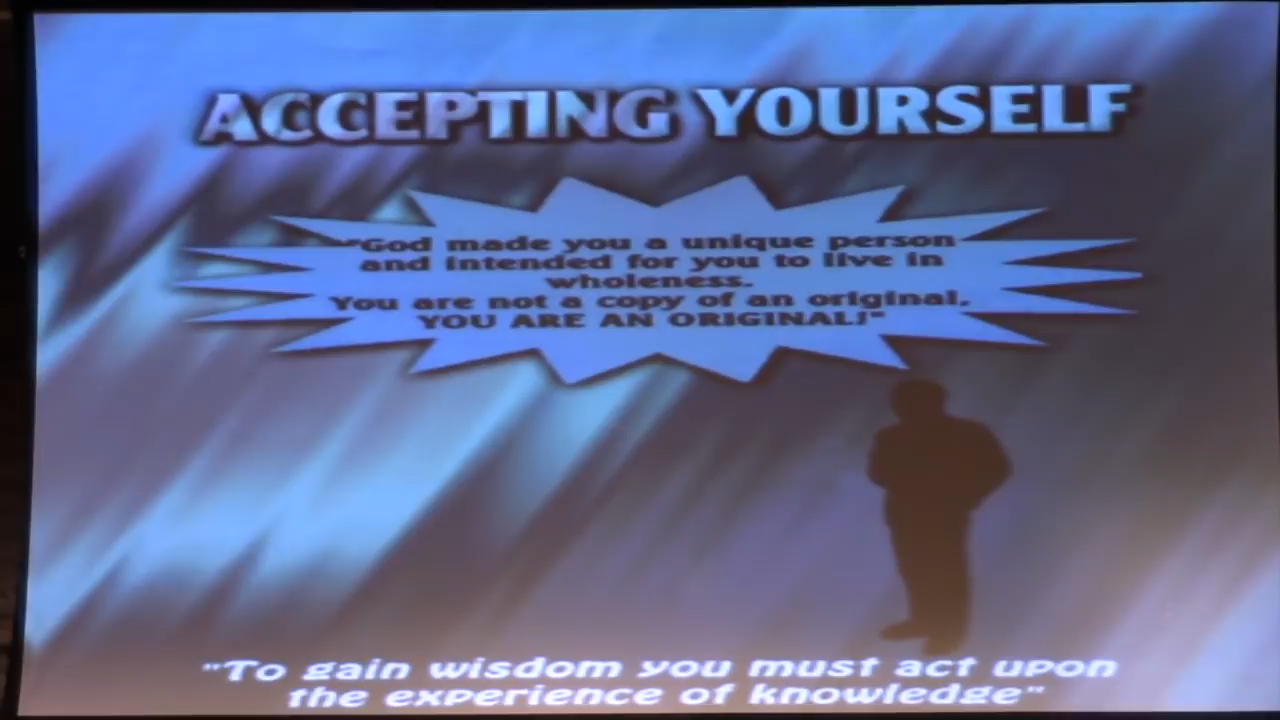 ACCEPTING YOURSELF
"God made you a unique person
and intended for you to live in
wholeness.
You are not a copy of an original,
YOU ARE AN ORIGINAL!"
"To gain wisdom you must act upon
the experience of knowledge"